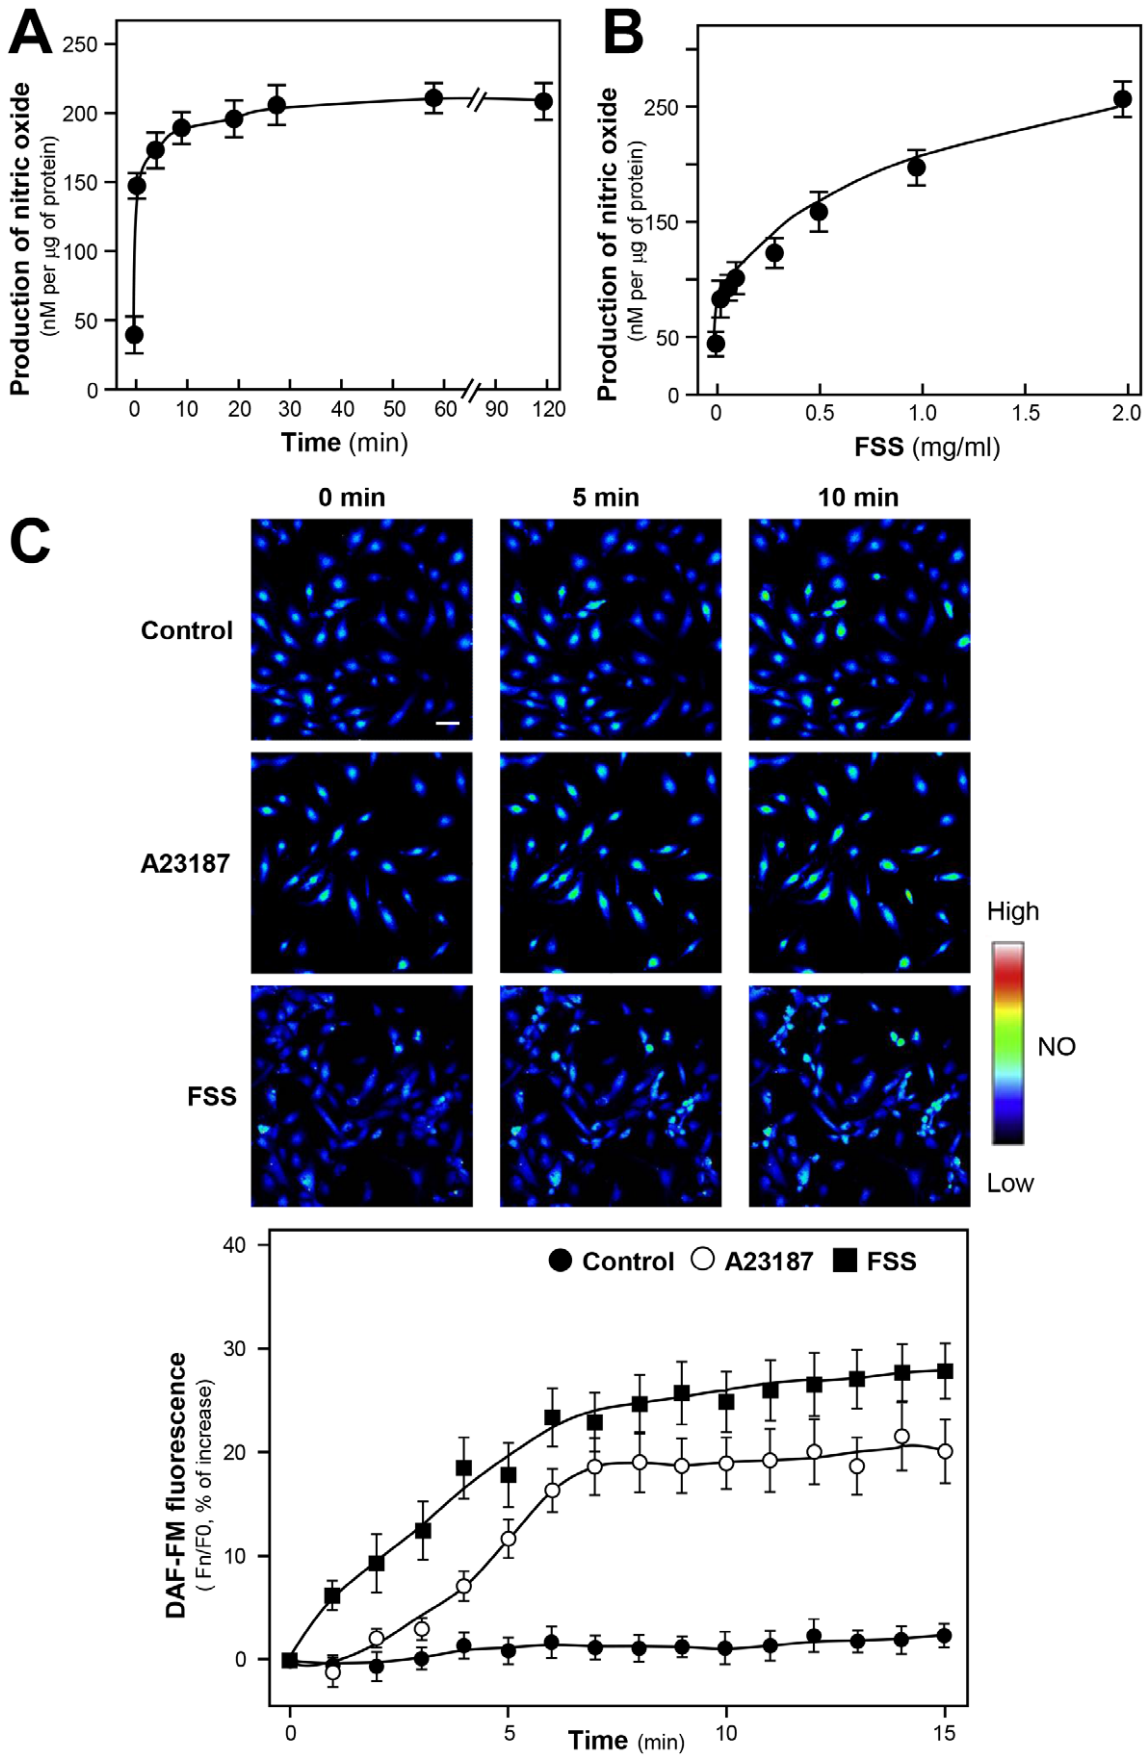 A
Production of nitric oxide
(nM per µg of protein)
250
200
150
100
50
0
0 10 20 30 40 50 60 90 120
Time (min)
B
Production of nitric oxide
(nM per µg of protein)
250
150
50
0
0 0.5 1.0 1.5 2.0
FSS (mg/ml)
C
0 min 5 min 10 min
Control
A23187
FSS
High
NO
Low
Control A23187 FSS
DAF-FM fluorescence
( Fn/F0, % of increase)
40
30
20
10
0
0 5 10 15
Time (min)